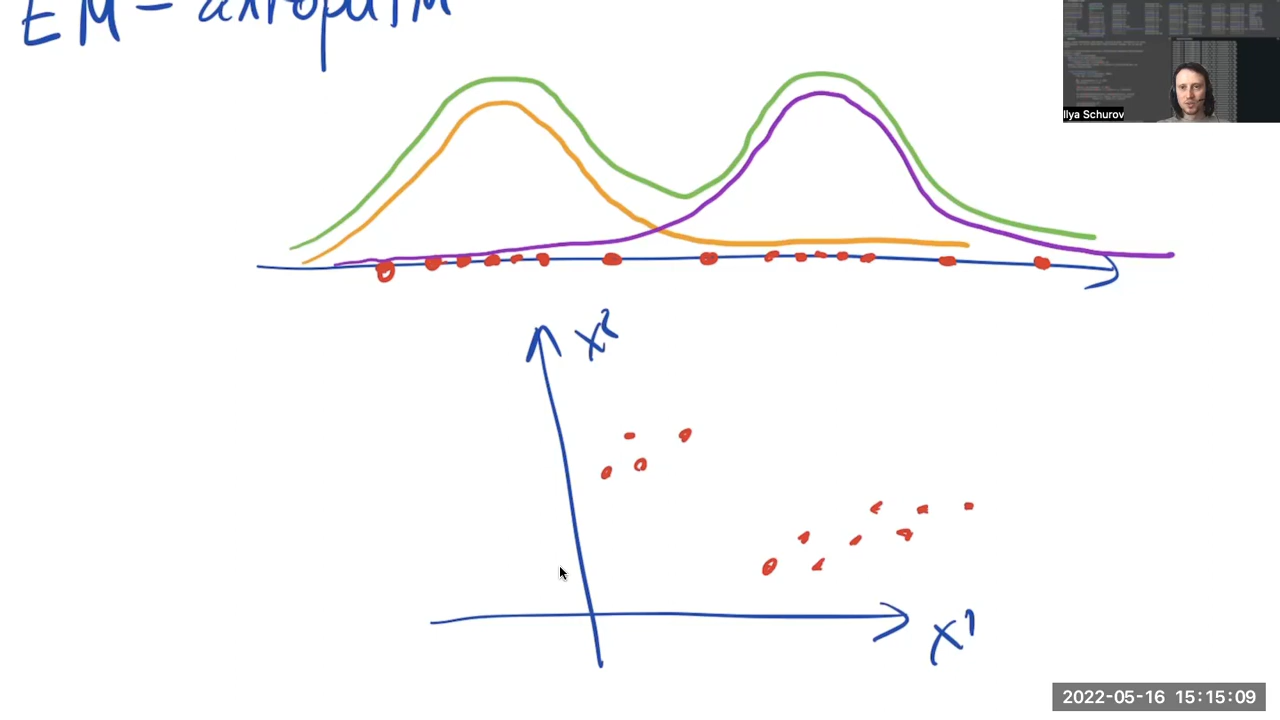 EM – алгоритм
Ilya Schurov
x²
x¹
2022-05-16 15:15:09